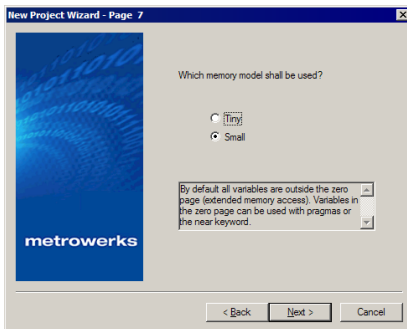 New Project Wizard - Page 7
Which memory model shall be used?
Tiny
Small
By default all variables are outside the zero
page (extended memory access). Variables in
the zero page can be used with pragmas or
the near keyword.
metrowerks
< Back
Next >
Cancel